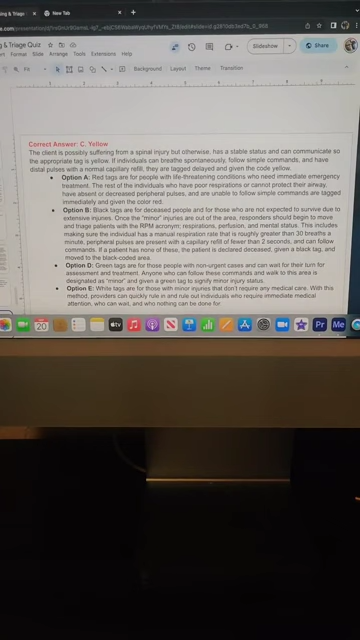 & Triage Quiz
New Tab
& Triage Quiz
Format Slide Arrange Tools Extensions Help
Slideshow
Share
Fit
Background Layout Theme Transition
Correct Answer: C. Yellow
The client is possibly suffering from a spinal injury but otherwise, has a stable status and can communicate so
the appropriate tag is yellow. If individuals can breathe spontaneously, follow simple commands, and have
distal pulses with a normal capillary refill, they are tagged delayed and given the code yellow.
• Option A: Red tags are for people with life-threatening conditions who need immediate emergency
treatment. The rest of the individuals who have poor respirations or cannot protect their airway,
have absent or decreased peripheral pulses, and are unable to follow simple commands are tagged
immediately and given the color red.
• Option B: Black tags are for deceased people and for those who are not expected to survive due to
extensive injuries. Once the "minor" injuries are out of the area, responders should begin to move
and triage patients with the RPM acronym; respirations, perfusion, and mental status. This includes
making sure the individual has a manual respiration rate that is roughly greater than 30 breaths a
minute, peripheral pulses are present with a capillary refill of fewer than 2 seconds, and can follow
commands. If a patient has none of these, the patient is declared deceased, given a black tag, and
moved to the black-coded area.
• Option D: Green tags are for those people with non-urgent cases and can wait for their turn for
assessment and treatment. Anyone who can follow these commands and walk to this area is
designated as "minor" and given a green tag to signify minor injury status.
• Option E: White tags are for those with minor injuries that don't require any medical care. With this
method, providers can quickly rule in and rule out individuals who require immediate medical
attention, who can wait, and who nothing can be done for
20
tv
Pr
Me